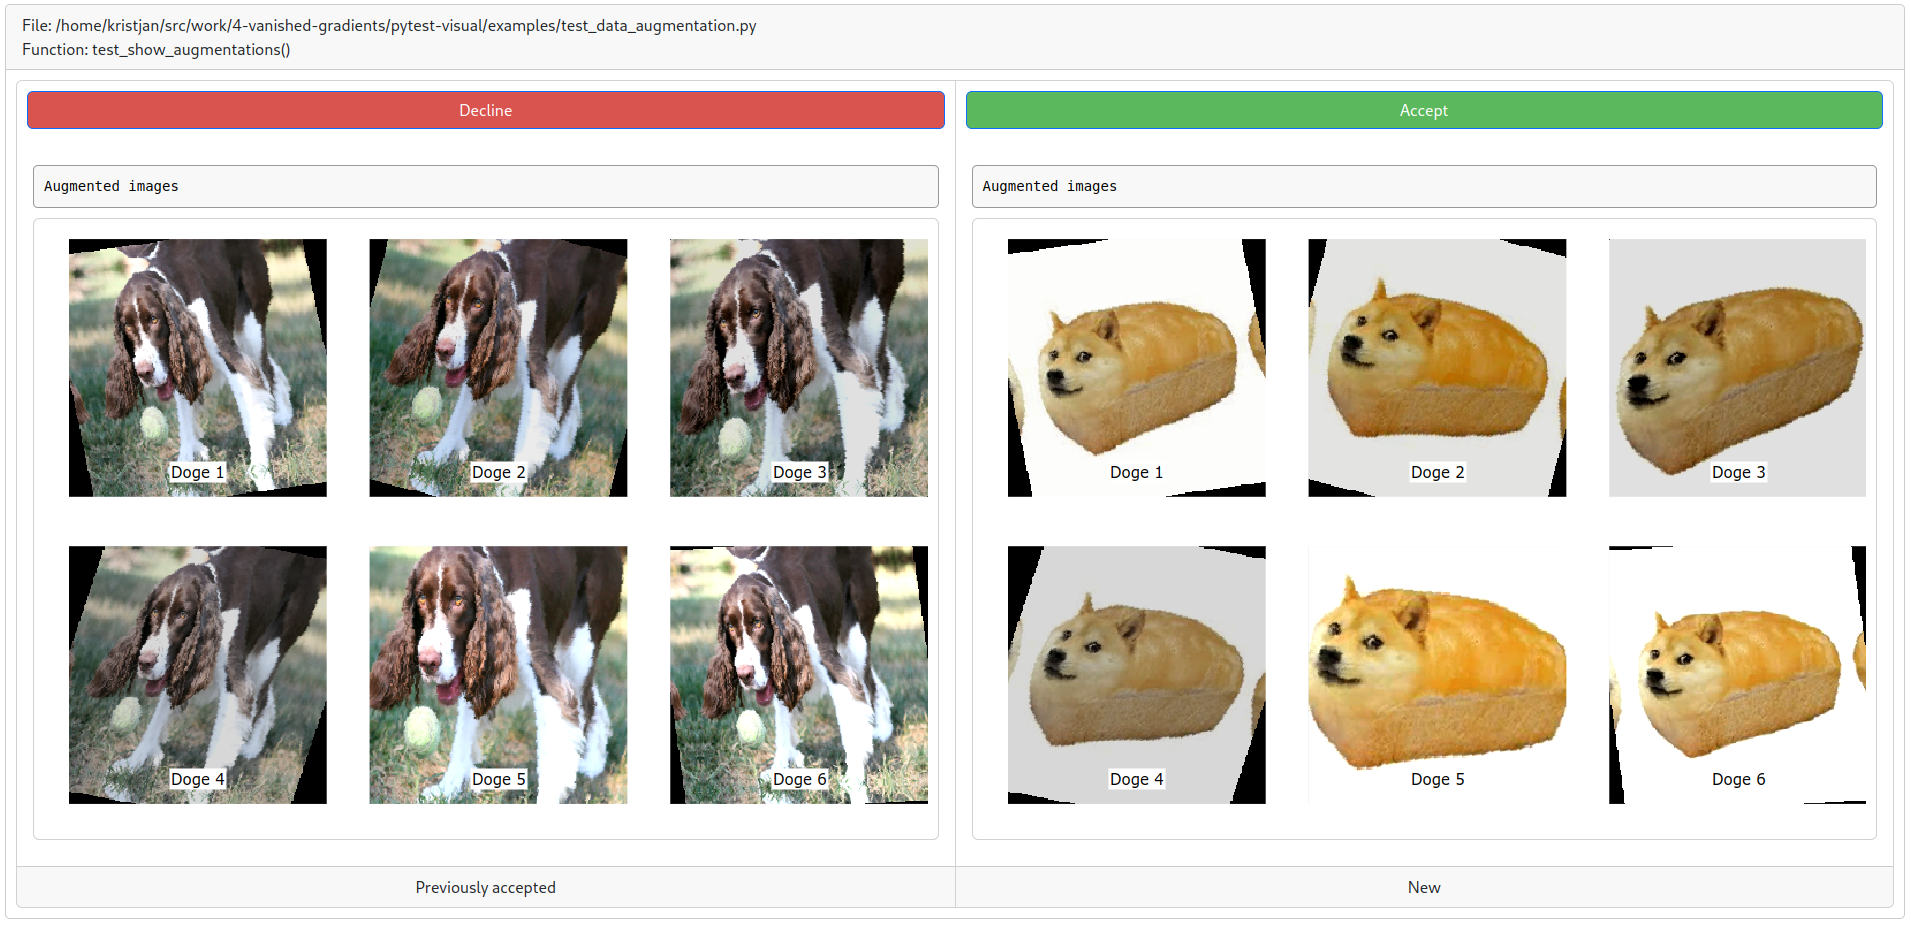 File: /home/kristjan/src/work/4-vanished-gradients/pytest-visual/examples/test_data_augmentation.py
Function: test_show_augmentations()
Decline
Accept
Augmented images
Augmented images
Doge 1
Doge 2
Doge 3
Doge 1
Doge 2
Doge 3
Doge 4
Doge 5
Doge 6
Doge 4
Doge 5
Doge 6
Previously accepted
New